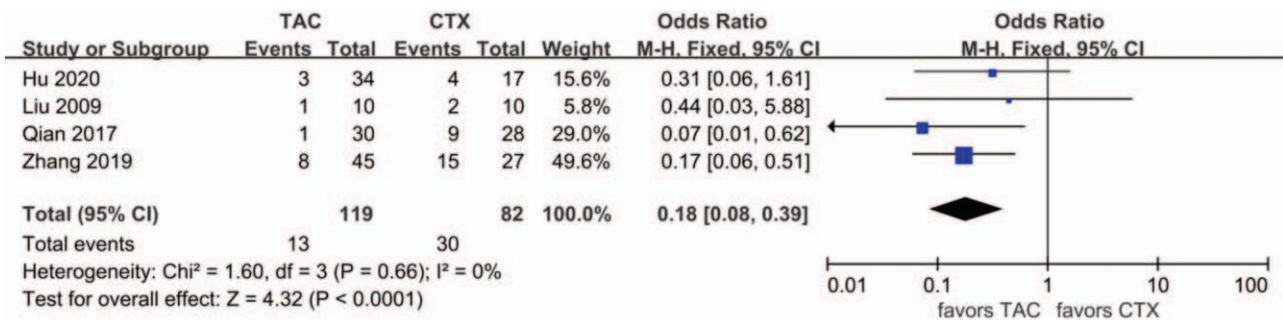 TAC CTX Odds Ratio Odds Ratio
Study or Subgroup Events Total Events Total Weight M-H, Fixed, 95% CI M-H, Fixed, 95% CI
Hu 2020 3 34 4 17 15.6% 0.31 [0.06, 1.61]
Liu 2009 1 10 2 10 5.8% 0.44 [0.03, 5.88]
Qian 2017 1 30 9 28 29.0% 0.07 [0.01, 0.62]
Zhang 2019 8 45 15 27 49.6% 0.17 [0.06, 0.51]
Total (95% CI) 119 82 100.0% 0.18 [0.08, 0.39]
Total events 13 30
Heterogeneity: Chi² = 1.60, df = 3 (P = 0.66); I² = 0%
Test for overall effect: Z = 4.32 (P < 0.0001)
0.01 0.1 1 10 100
favors TAC favors CTX